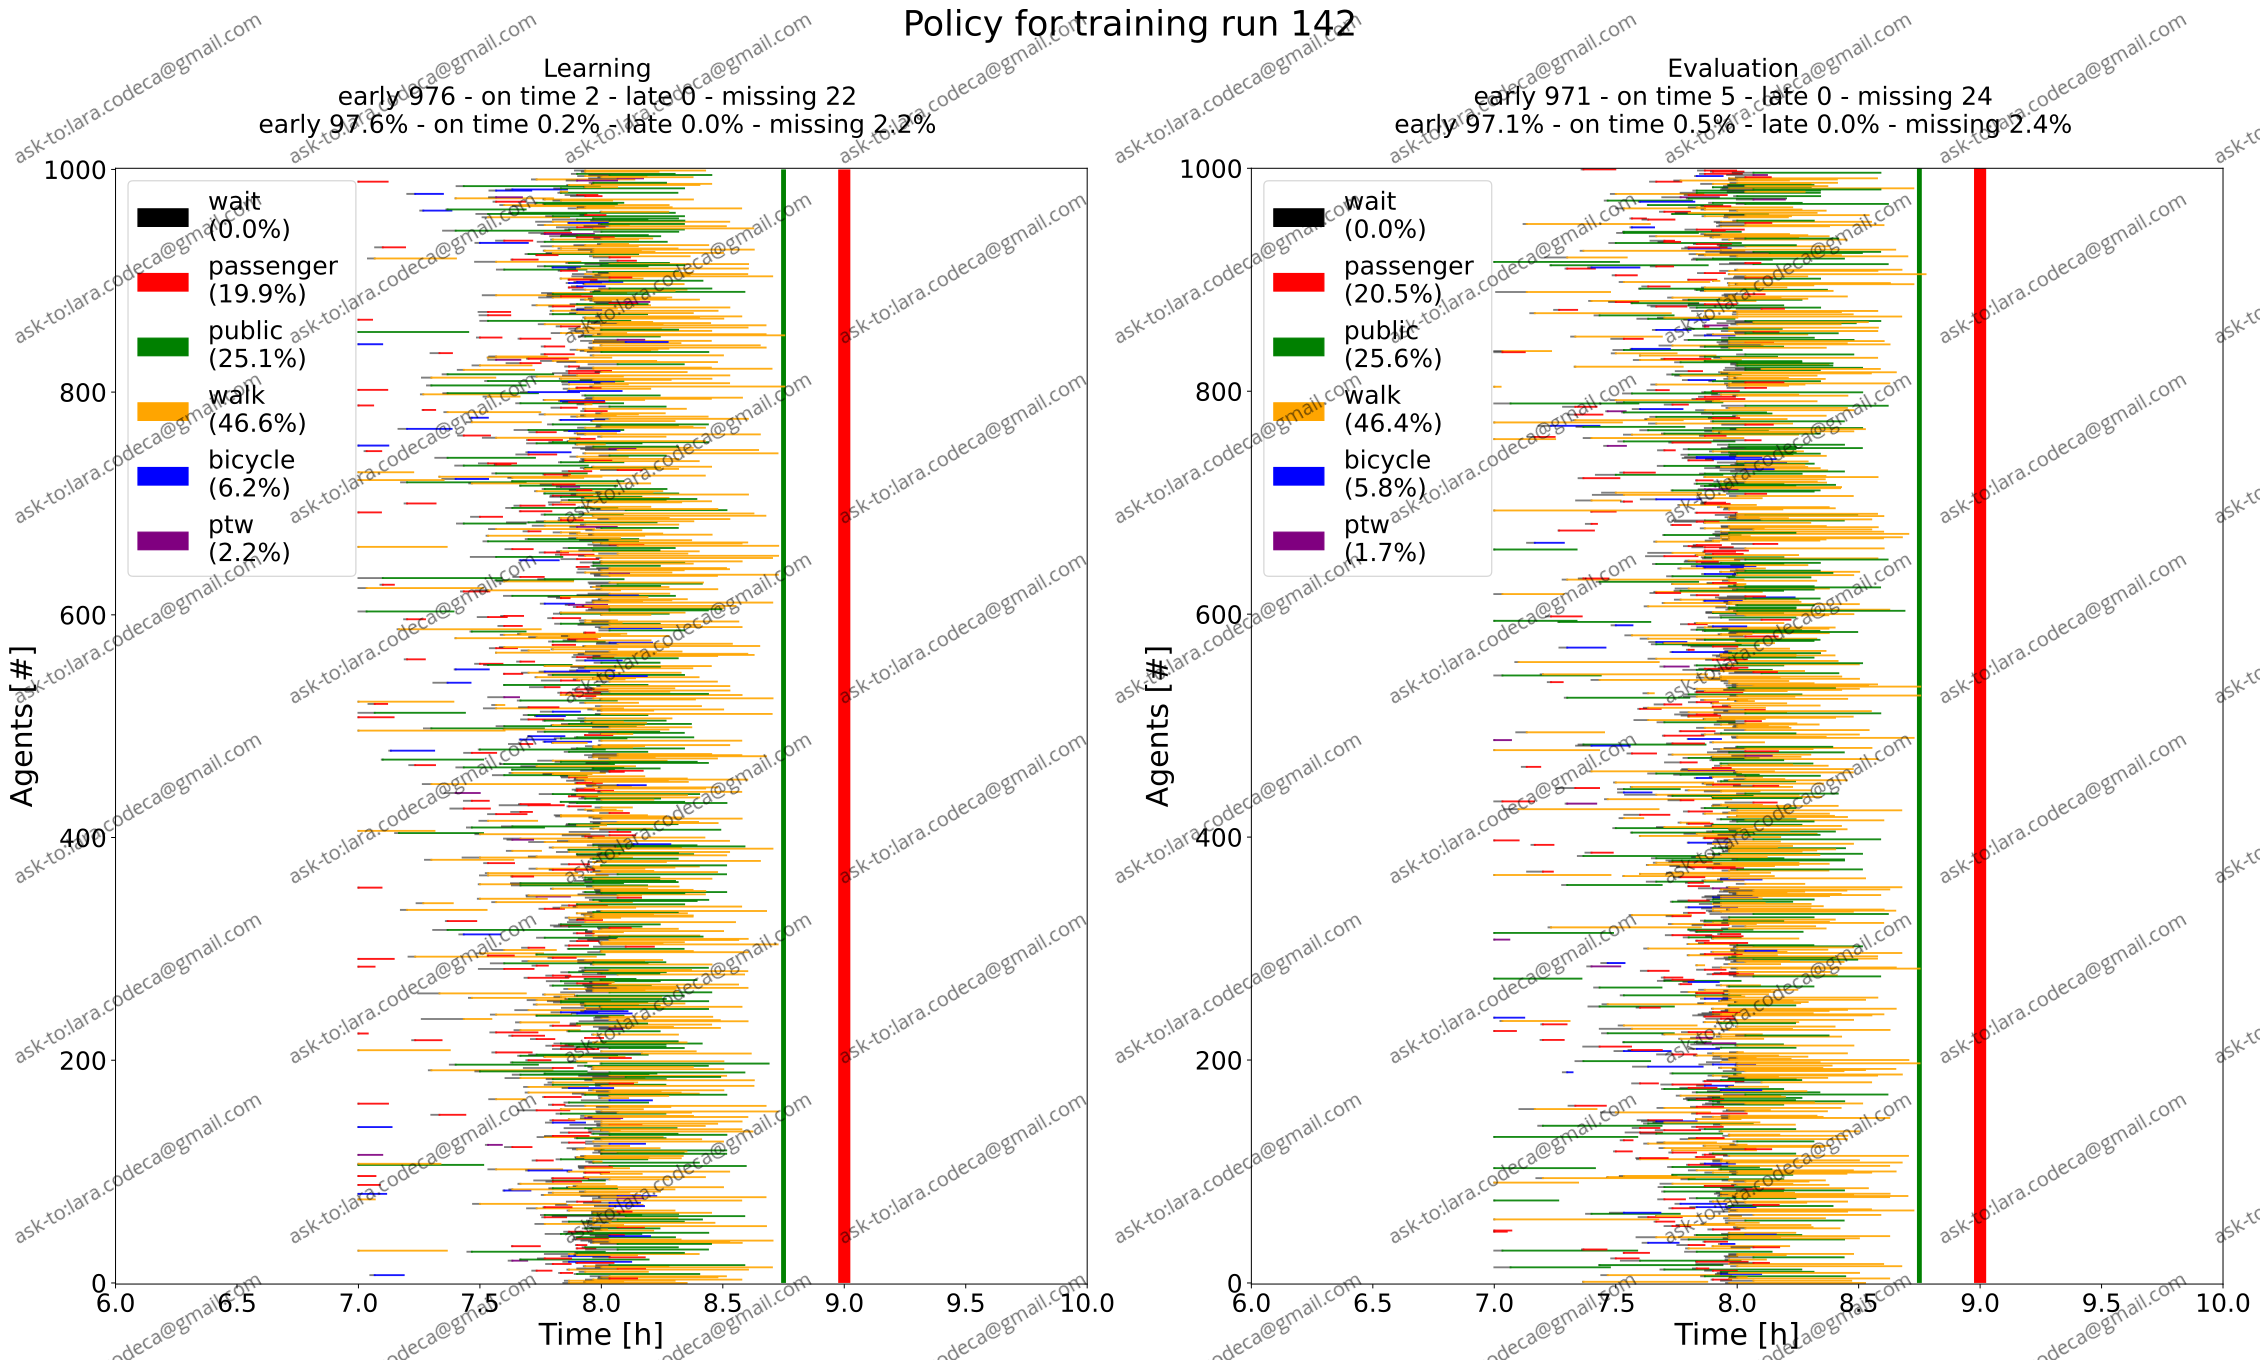 Policy for training run 142
Learning
early 976 - on time 2 - late 0 - missing 22
early 97.6% - on time 0.2% - late 0.0% - missing 2.2%
1000
800
600
400
200
0
Agents [#]
wait
(0.0%)
passenger
(19.9%)
public
(25.1%)
walk
(46.6%)
bicycle
(6.2%)
ptw
(2.2%)
6.0 6.5 7.0 7.5 8.0 8.5 9.0 9.5 10.0
Time [h]
Evaluation
early 971 - on time 5 - late 0 - missing 24
early 97.1% - on time 0.5% - late 0.0% - missing 2.4%
1000
800
600
400
200
0
Agents [#]
wait
(0.0%)
passenger
(20.5%)
public
(25.6%)
walk
(46.4%)
bicycle
(5.8%)
ptw
(1.7%)
6.0 6.5 7.0 7.5 8.0 8.5 9.0 9.5 10.0
Time [h]
ask-to:lara.codeca@gmail.com